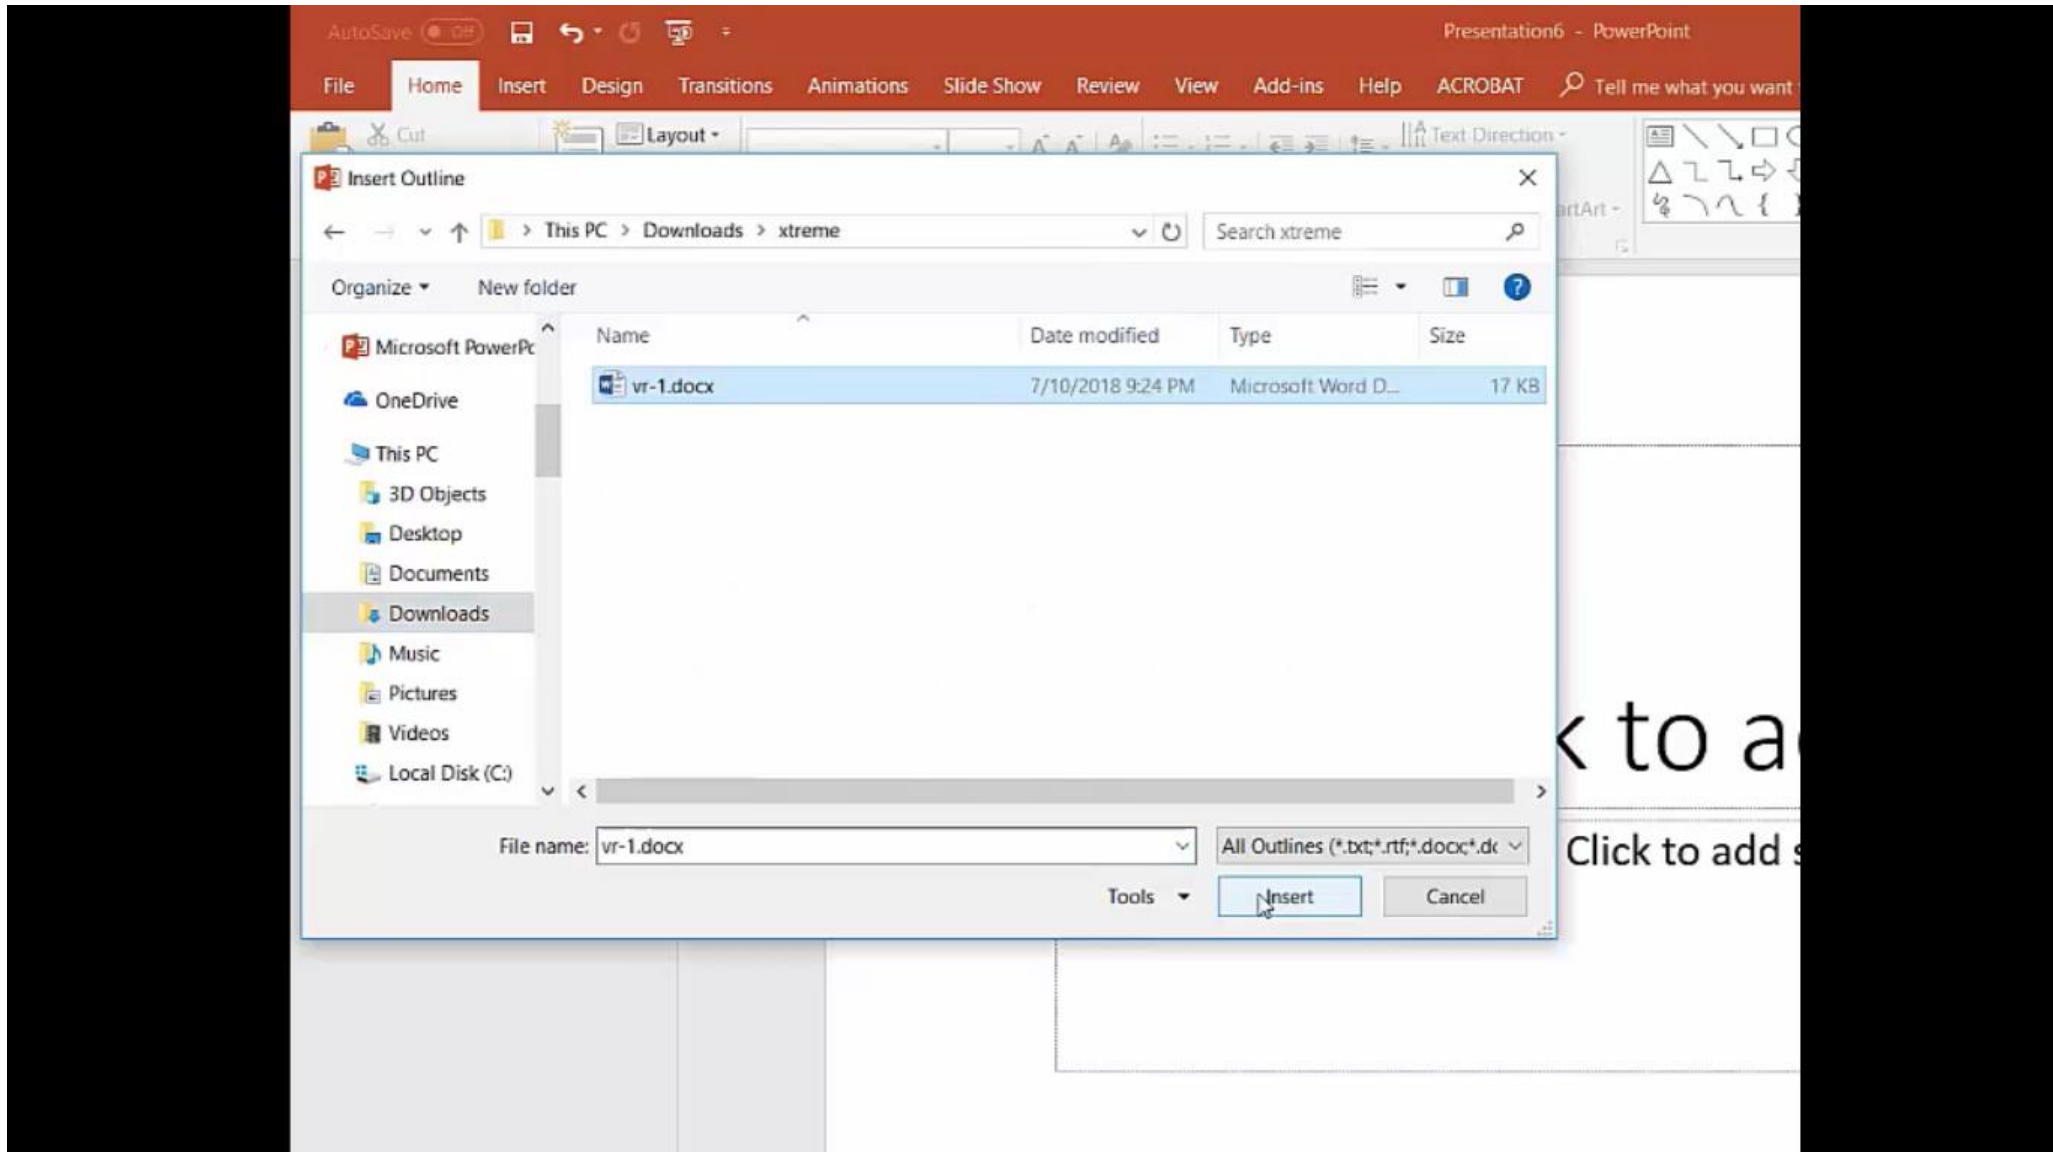 AutoSave Off Presentation6 - PowerPoint
File Home Insert Design Transitions Animations Slide Show Review View Add-ins Help ACROBAT Tell me what you want
Cut Layout Text Direction
Insert Outline
artArt
This PC > Downloads > xtreme Search xtreme
Organize New folder
Name Date modified Type Size
Microsoft PowerPo
vr-1.docx 7/10/2018 9:24 PM Microsoft Word D... 17 KB
OneDrive
This PC
3D Objects
Desktop
Documents
Downloads
Music
Pictures
Videos
Local Disk (C:)
k to a
File name: vr-1.docx All Outlines (*.txt;*.rtf;*.docx;*.dc
Click to add s
Tools Insert Cancel